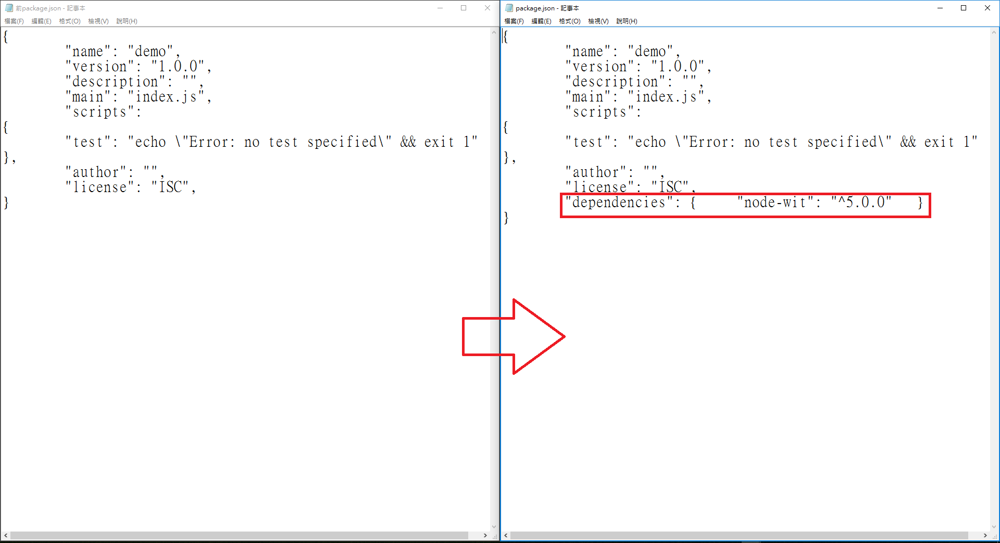 前package.json - 記事本
檔案(F) 編輯(E) 格式(O) 檢視(V) 說明(H)
{
"name": "demo",
"version": "1.0.0",
"description": "",
"main": "index.js",
"scripts":
{
"test": "echo \"Error: no test specified\" && exit 1"
},
"author": "",
"license": "ISC",
}
package.json - 記事本
檔案(F) 編輯(E) 格式(O) 檢視(V) 說明(H)
{
"name": "demo",
"version": "1.0.0",
"description": "",
"main": "index.js",
"scripts":
{
"test": "echo \"Error: no test specified\" && exit 1"
},
"author": "",
"license": "ISC",
"dependencies": { "node-wit": "^5.0.0" }
}